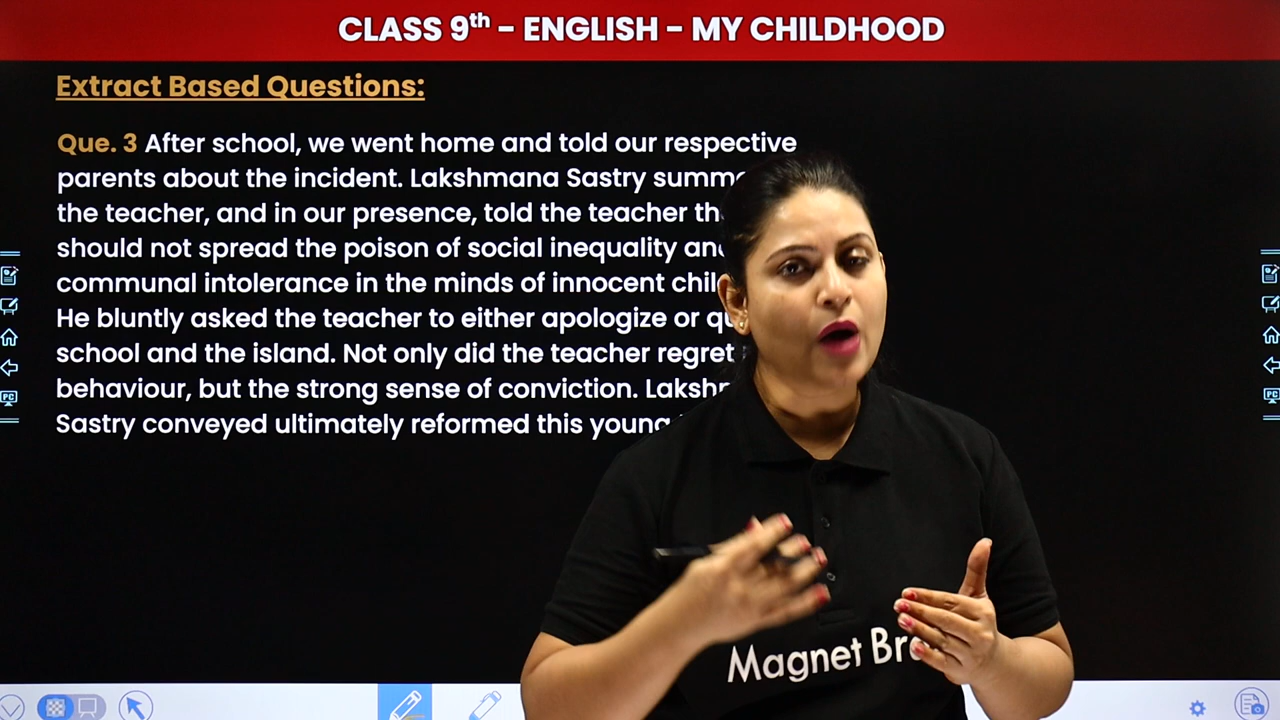 CLASS 9th - ENGLISH - MY CHILDHOOD
Extract Based Questions:
Que. 3 After school, we went home and told our respective
parents about the incident. Lakshmana Sastry
the teacher, and in our presence, told the teacher
should not spread the poison of social inequality
communal intolerance in the minds of innocent
He bluntly asked the teacher to either apologize or
school and the island. Not only did the teacher regret
behaviour, but the strong sense of conviction.
Sastry conveyed ultimately reformed this young
Magnet
PC
PC